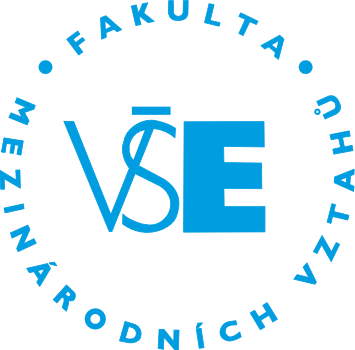 FAKULTA
MEZINÁRODNÍCH VZTAHŮ
VŠE